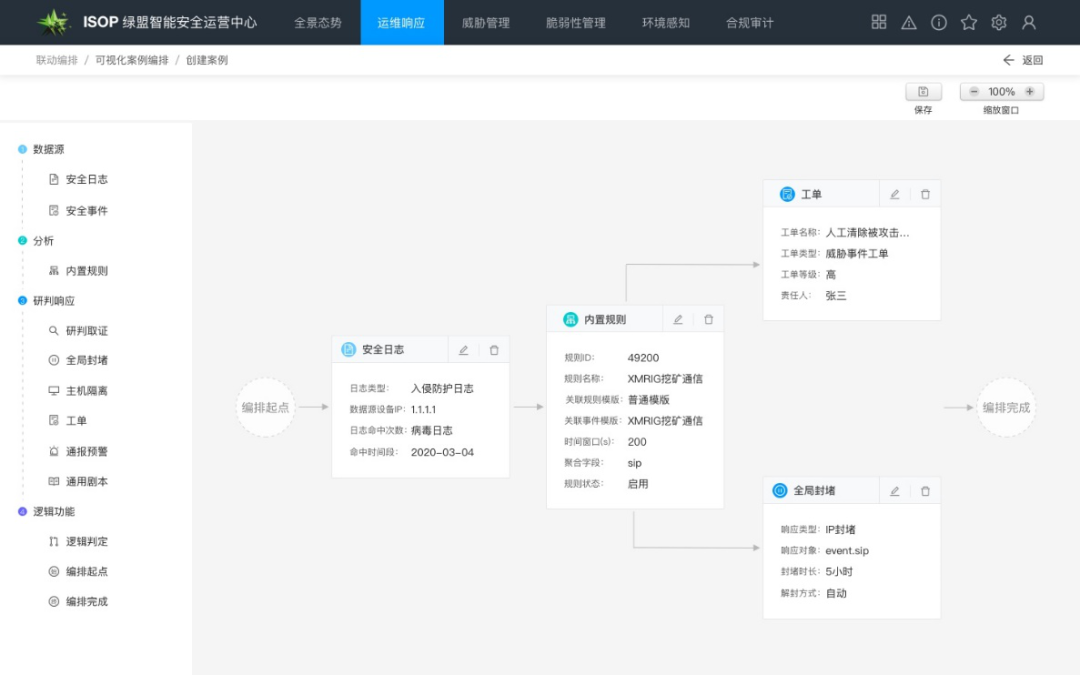 ISOP 绿盟智能安全运营中心 全景态势 运维响应 威胁管理 脆弱性管理 环境感知 合规审计
联动编排 / 可视化案例编排 / 创建案例 返回
100%
保存 缩放窗口
数据源
安全日志
安全事件
分析
内置规则
研判响应
研判取证
全局封堵
主机隔离
工单
通报预警
通用剧本
逻辑功能
逻辑判定
编排起点
编排完成
编排起点
安全日志
日志类型: 入侵防护日志
数据源设备IP: 1.1.1.1
日志命中次数: 病毒日志
命中时间段: 2020-03-04
内置规则
规则ID: 49200
规则名称: XMRIG挖矿通信
关联规则模版: 普通模版
关联事件模版: XMRIG挖矿通信
时间窗口(s): 200
聚合字段: sip
规则状态: 启用
工单
工单名称: 人工清除被攻击...
工单类型: 威胁事件工单
工单等级: 高
责任人: 张三
全局封堵
响应类型: IP封堵
响应对象: event.sip
封堵时长: 5小时
解封方式: 自动
编排完成